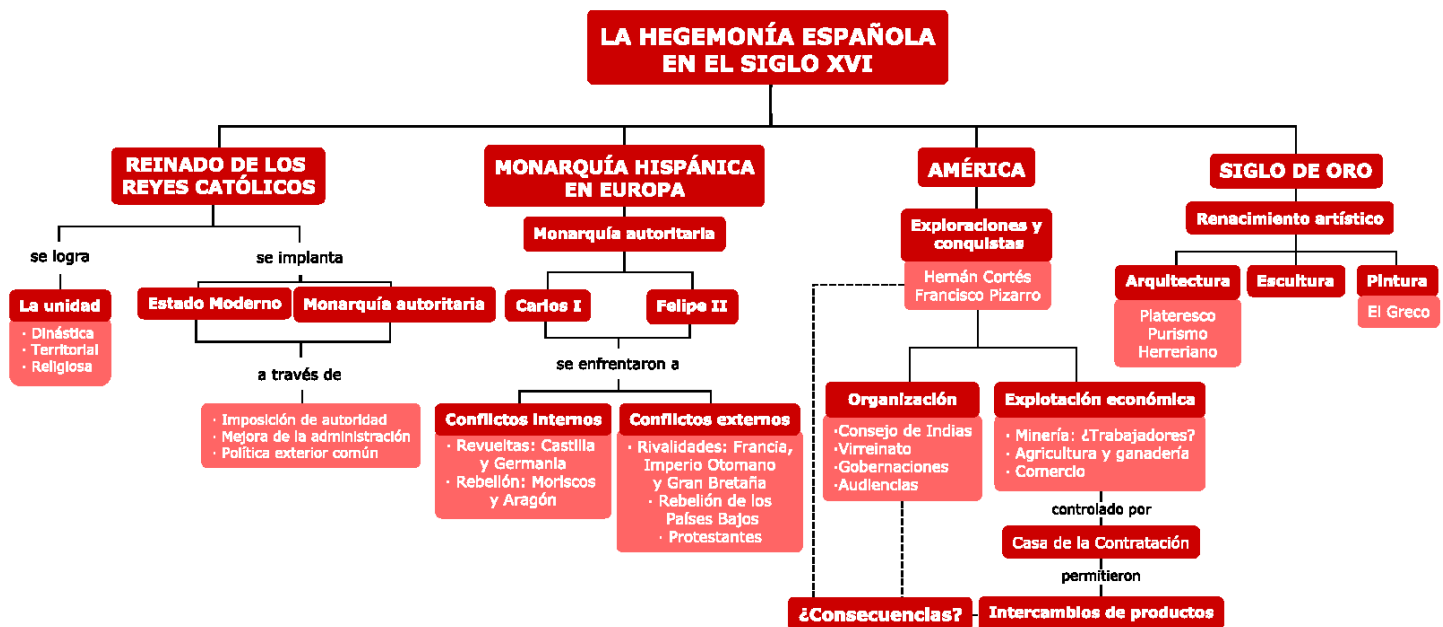 LA HEGEMONÍA ESPAÑOLA
EN EL SIGLO XVI
REINADO DE LOS
REYES CATÓLICOS
se logra
se implanta
La unidad
· Dinástica
· Territorial
· Religiosa
Estado Moderno
Monarquía autoritaria
a través de
· Imposición de autoridad
· Mejora de la administración
· Política exterior común
MONARQUÍA HISPÁNICA
EN EUROPA
Monarquía autoritaria
Carlos I
Felipe II
se enfrentaron a
Conflictos internos
· Revueltas: Castilla
y Germania
· Rebelión: Moriscos
y Aragón
Conflictos externos
· Rivalidades: Francia,
Imperio Otomano
y Gran Bretaña
· Rebelión de los
Países Bajos
· Protestantes
AMÉRICA
Exploraciones y
conquistas
Hernán Cortés
Francisco Pizarro
Organización
·Consejo de Indias
·Virreinato
·Gobernaciones
·Audiencias
Explotación económica
· Minería: ¿Trabajadores?
· Agricultura y ganadería
· Comercio
controlado por
Casa de la Contratación
permitieron
¿Consecuencias?
Intercambios de productos
SIGLO DE ORO
Renacimiento artístico
Arquitectura
Plateresco
Purismo
Herreriano
Escultura
Pintura
El Greco